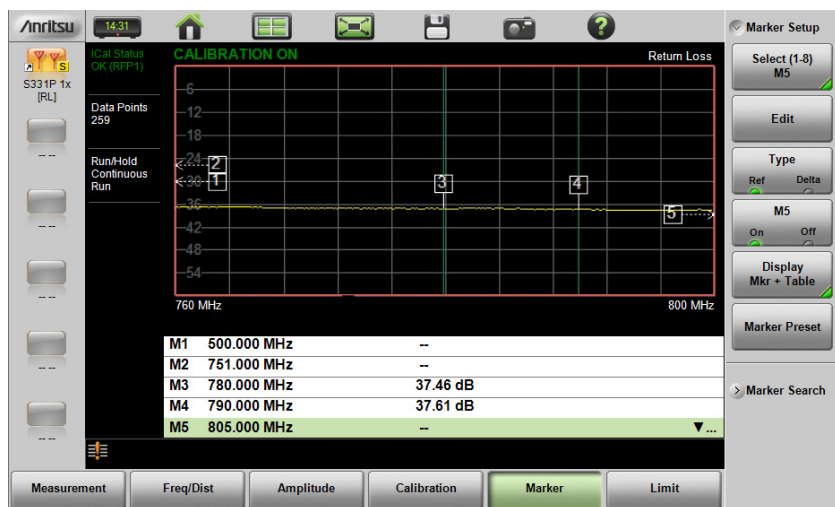 Anritsu
14:31
?
Marker Setup
S331P 1x
[RL]
S
-- --
-- --
-- --
-- --
-- --
iCal Status
OK (RFP1)
Data Points
259
Run/Hold
Continuous
Run
CALIBRATION ON
Return Loss
-6
-12
-18
-24
-30
-36
-42
-48
-54
2
1
3
4
5
760 MHz
800 MHz
M1 500.000 MHz --
M2 751.000 MHz --
M3 780.000 MHz 37.46 dB
M4 790.000 MHz 37.61 dB
M5 805.000 MHz -- ▼...
Select (1-8)
M5
Edit
Type
Ref Delta
M5
On Off
Display
Mkr + Table
Marker Preset
> Marker Search
Measurement
Freq/Dist
Amplitude
Calibration
Marker
Limit